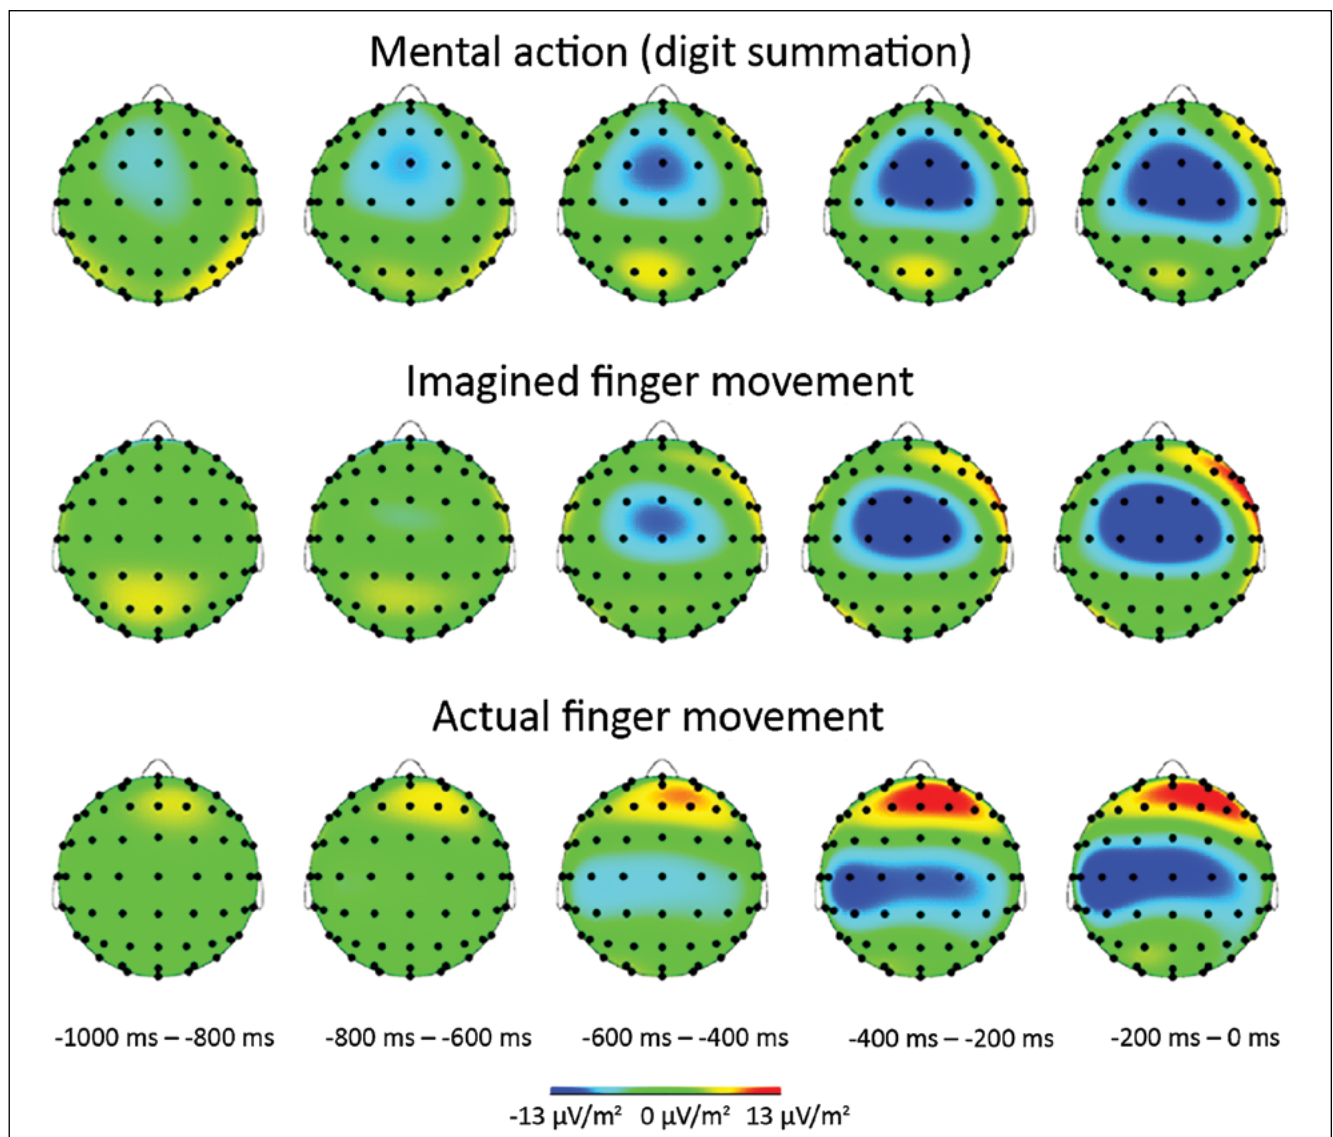 Mental action (digit summation)
Imagined finger movement
Actual finger movement
-1000 ms – -800 ms -800 ms – -600 ms -600 ms – -400 ms -400 ms – -200 ms -200 ms – 0 ms
-13 µV/m² 0 µV/m² 13 µV/m²